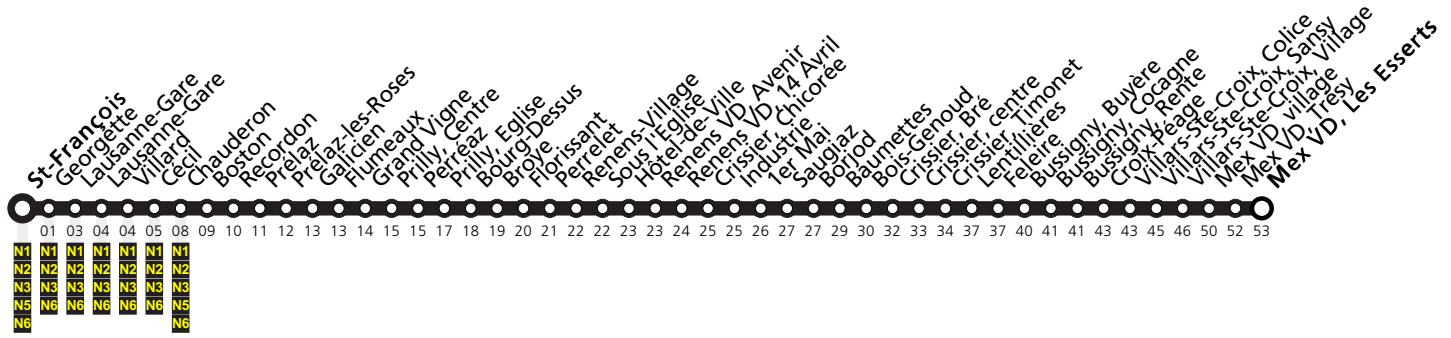 St-François
Georgette
Lausanne-Gare
Lausanne-Gare
Villard
Cécil
Chauderon
Boston
Recordon
Prélaz
Prélaz-les-Roses
Galicien
Flumeaux
Grand Vigne
Prilly, Centre
Perréaz
Prilly, Eglise
Bourg-Dessus
Broye
Florissant
Perrelet
Renens-Village
Sous l'Eglise
Hôtel-de-Ville
Renens VD, Avenir
Renens VD, 14 Avril
Crissier, Chicorée
Industrie
1er Mai
Saugiaz
Borjod
Baumettes
Bois-Genoud
Crissier, Bré
Crissier, centre
Crissier, Timonet
Lentillières
Bussigny, Buyère
Bussigny, Cocagne
Bussigny, Rente
Croix-Péage
Villars-Ste-Croix, Colice
Villars-Ste-Croix, Sansy
Villars-Ste-Croix, Village
Mex VD, village
Mex VD, Trésy
Mex VD, Les Esserts
01 03 04 04 05 08 09 10 11 12 13 13 14 15 15 17 18 19 20 21 22 22 23 23 24 25 25 26 27 27 29 30 32 33 34 37 37 40 41 41 43 43 45 46 50 52 53
N1 N1 N1 N1 N1 N1 N1
N2 N2 N2 N2 N2 N2 N2
N3 N3 N3 N3 N3 N3 N3
N5 N6 N6 N6 N6 N6 N5
N6 N6